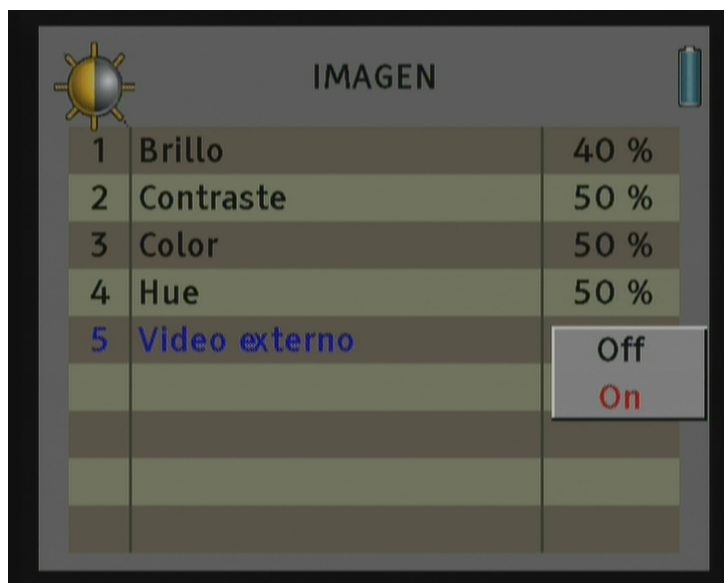 IMAGEN
1 Brillo 40 %
2 Contraste 50 %
3 Color 50 %
4 Hue 50 %
5 Video externo Off
On